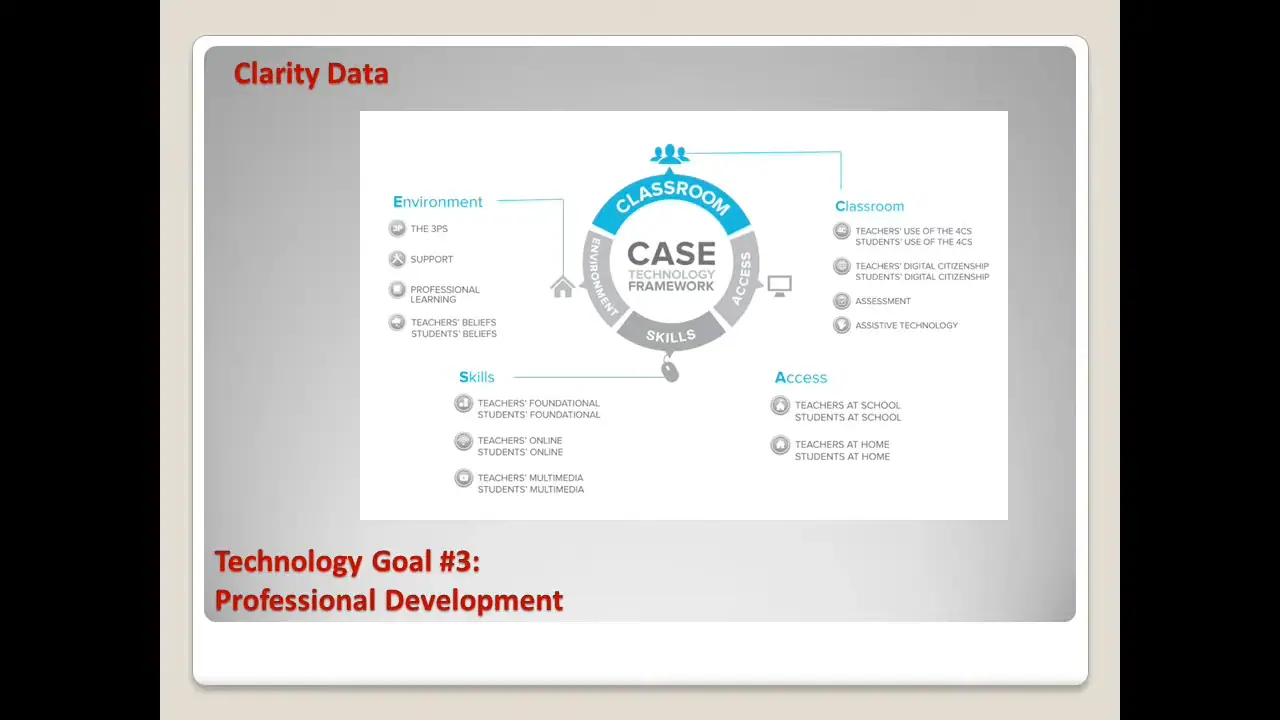 Clarity Data
CLASSROOM
ENVIRONMENT
ACCESS
SKILLS
CASE
TECHNOLOGY
FRAMEWORK
Environment
3P THE 3PS
SUPPORT
PROFESSIONAL
LEARNING
TEACHERS' BELIEFS
STUDENTS' BELIEFS
Classroom
4C TEACHERS' USE OF THE 4CS
STUDENTS' USE OF THE 4CS
TEACHERS' DIGITAL CITIZENSHIP
STUDENTS' DIGITAL CITIZENSHIP
ASSESSMENT
ASSISTIVE TECHNOLOGY
Skills
TEACHERS' FOUNDATIONAL
STUDENTS' FOUNDATIONAL
TEACHERS' ONLINE
STUDENTS' ONLINE
TEACHERS' MULTIMEDIA
STUDENTS' MULTIMEDIA
Access
TEACHERS AT SCHOOL
STUDENTS AT SCHOOL
TEACHERS AT HOME
STUDENTS AT HOME
Technology Goal #3:
Professional Development